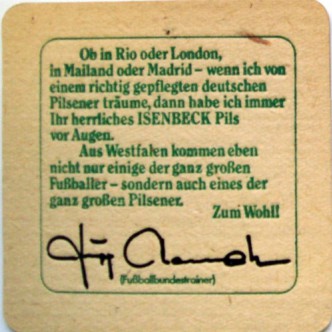 Ob in Rio oder London,
in Mailand oder Madrid – wenn ich von
einem richtig gepflegten deutschen
Pilsener träume, dann habe ich immer
Ihr herrliches ISENBECK Pils
vor Augen.
Aus Westfalen kommen eben
nicht nur einige der ganz großen
Fußballer – sondern auch eines der
ganz großen Pilsener.
Zum Wohl!
(Fußballbundestrainer)